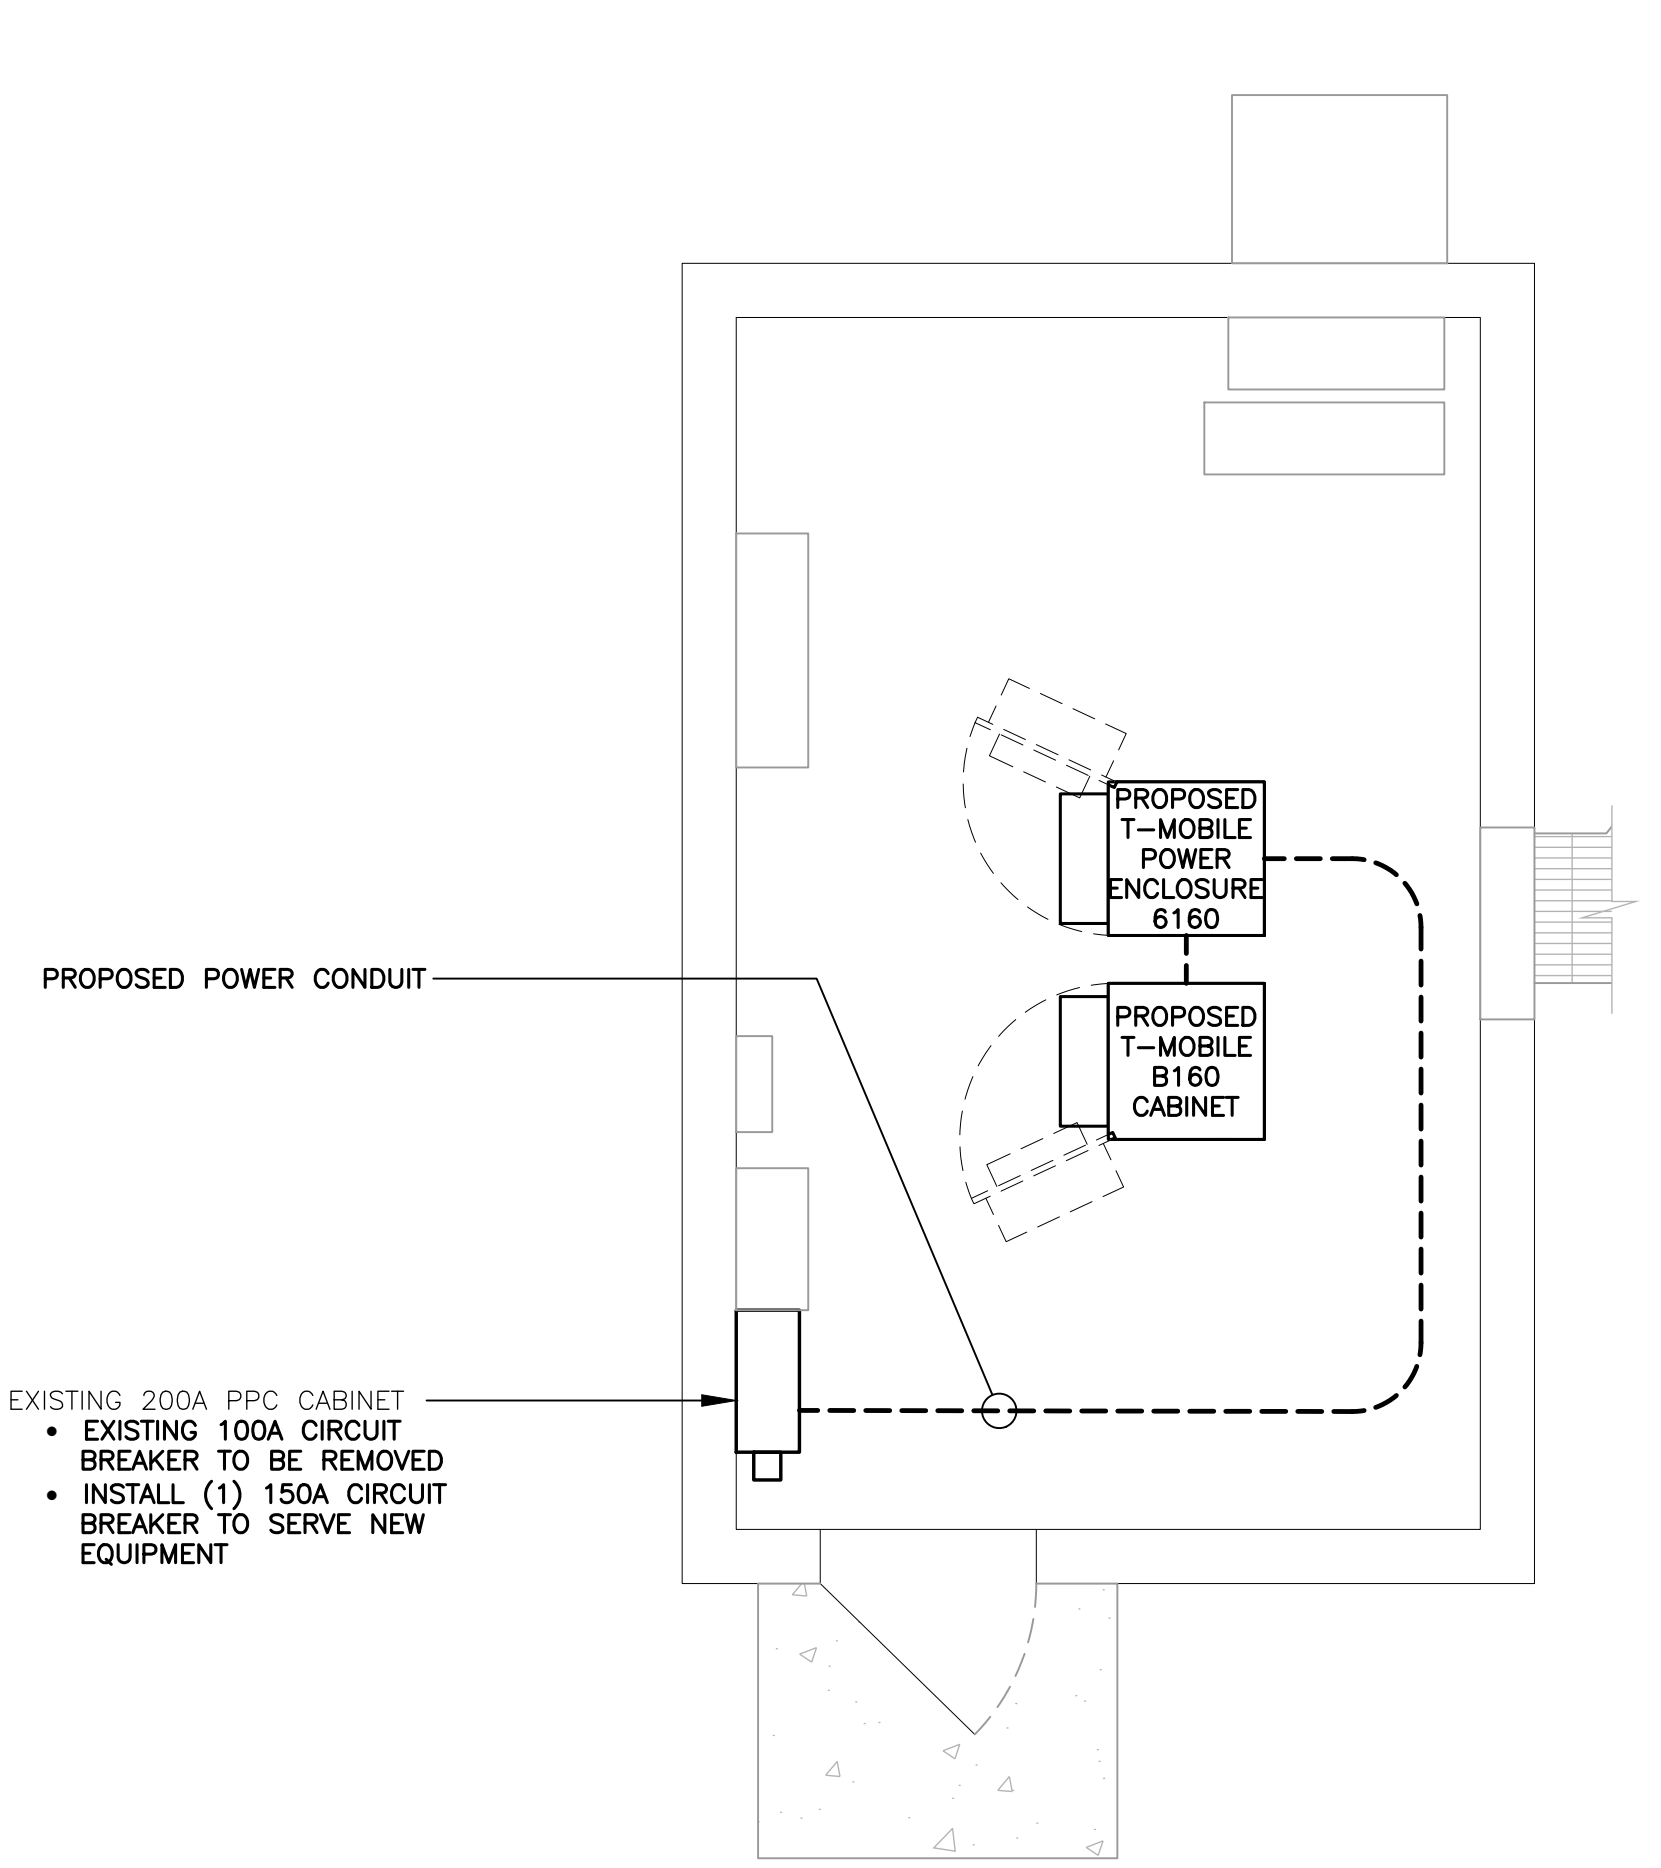 PROPOSED
T-MOBILE
POWER
ENCLOSURE
6160
PROPOSED POWER CONDUIT
PROPOSED
T-MOBILE
B160
CABINET
EXISTING 200A PPC CABINET
• EXISTING 100A CIRCUIT
BREAKER TO BE REMOVED
• INSTALL (1) 150A CIRCUIT
BREAKER TO SERVE NEW
EQUIPMENT